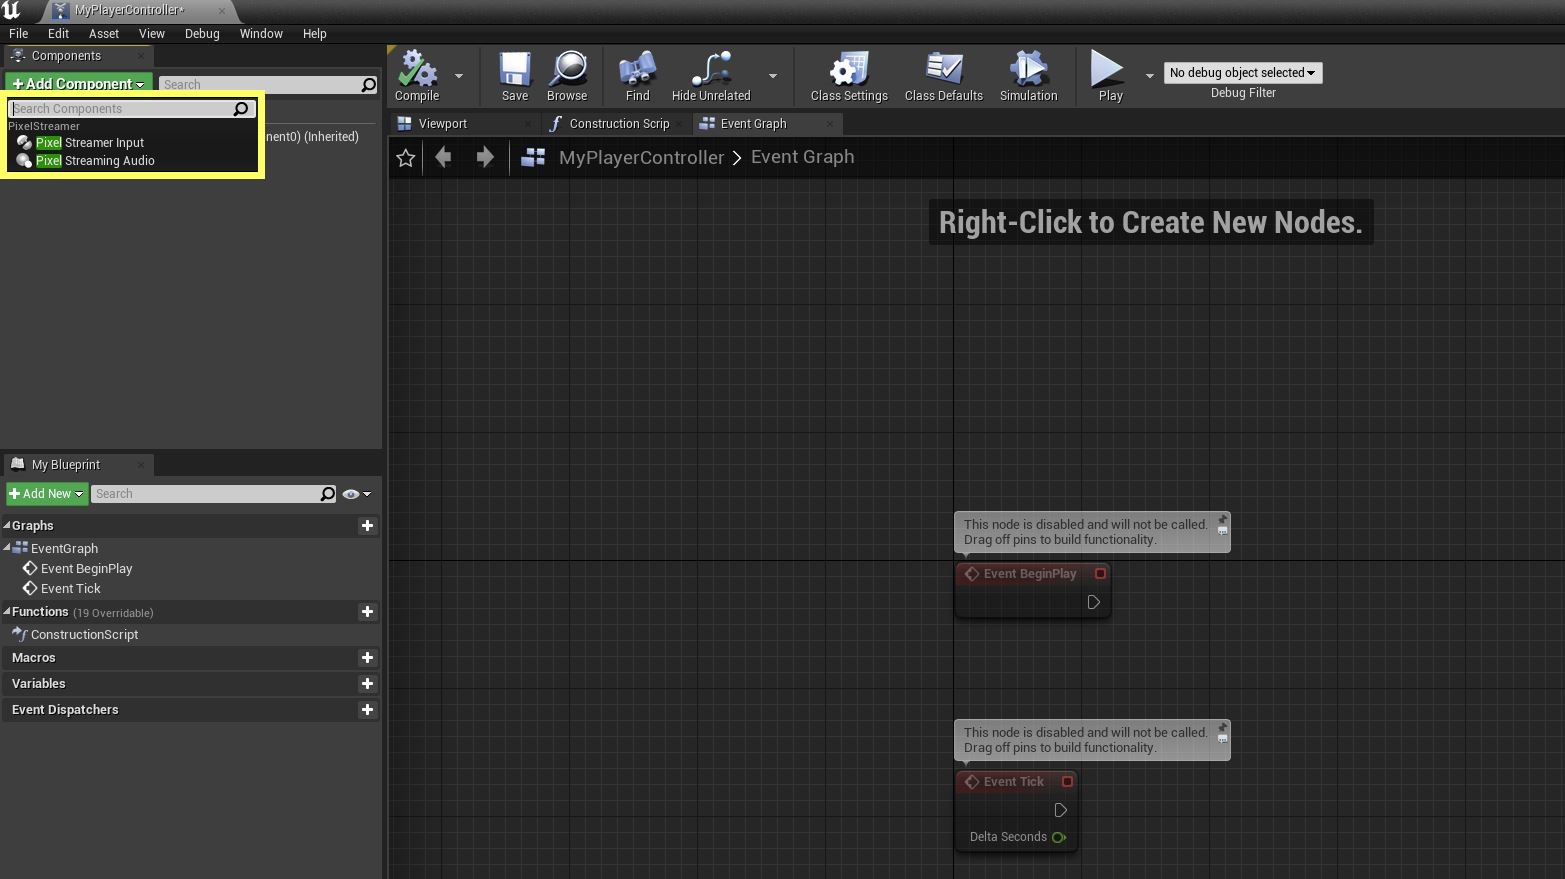 MyPlayerController*
File Edit Asset View Debug Window Help
Components
+Add Component
Search
Search Components
PixelStreamer
Pixel Streamer Input
Pixel Streaming Audio
(Inherited)
Compile
Save
Browse
Find
Hide Unrelated
Class Settings
Class Defaults
Simulation
Play
No debug object selected
Debug Filter
Viewport
Construction Scrip
Event Graph
MyPlayerController > Event Graph
Right-Click to Create New Nodes.
My Blueprint
+Add New
Search
Graphs
EventGraph
Event BeginPlay
Event Tick
Functions (19 Overridable)
ConstructionScript
Macros
Variables
Event Dispatchers
This node is disabled and will not be called.
Drag off pins to build functionality.
Event BeginPlay
This node is disabled and will not be called.
Drag off pins to build functionality.
Event Tick
Delta Seconds